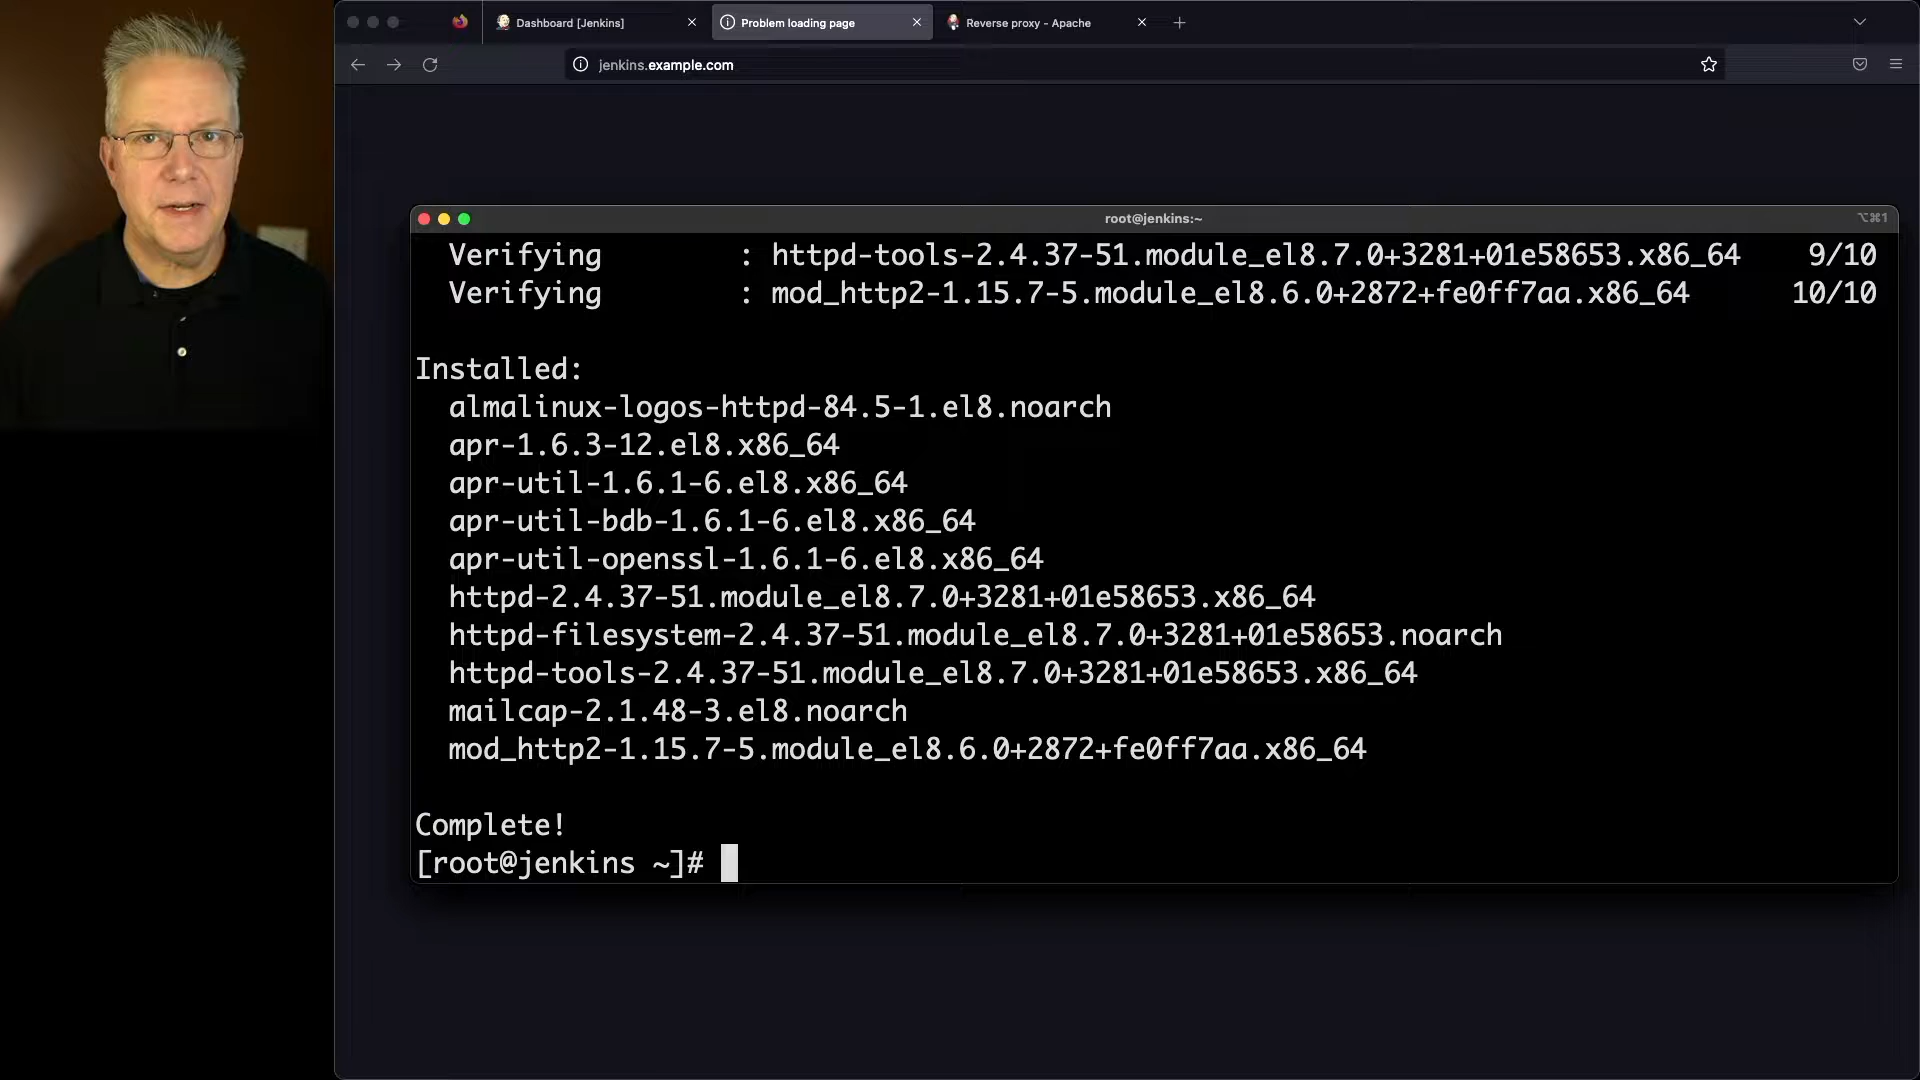 Dashboard [Jenkins]
Problem loading page
Reverse proxy - Apache
jenkins.example.com
root@jenkins:~
⌥⌘1
Verifying : httpd-tools-2.4.37-51.module_el8.7.0+3281+01e58653.x86_64 9/10
Verifying : mod_http2-1.15.7-5.module_el8.6.0+2872+fe0ff7aa.x86_64 10/10
Installed:
almalinux-logos-httpd-84.5-1.el8.noarch
apr-1.6.3-12.el8.x86_64
apr-util-1.6.1-6.el8.x86_64
apr-util-bdb-1.6.1-6.el8.x86_64
apr-util-openssl-1.6.1-6.el8.x86_64
httpd-2.4.37-51.module_el8.7.0+3281+01e58653.x86_64
httpd-filesystem-2.4.37-51.module_el8.7.0+3281+01e58653.noarch
httpd-tools-2.4.37-51.module_el8.7.0+3281+01e58653.x86_64
mailcap-2.1.48-3.el8.noarch
mod_http2-1.15.7-5.module_el8.6.0+2872+fe0ff7aa.x86_64
Complete!
[root@jenkins ~]#